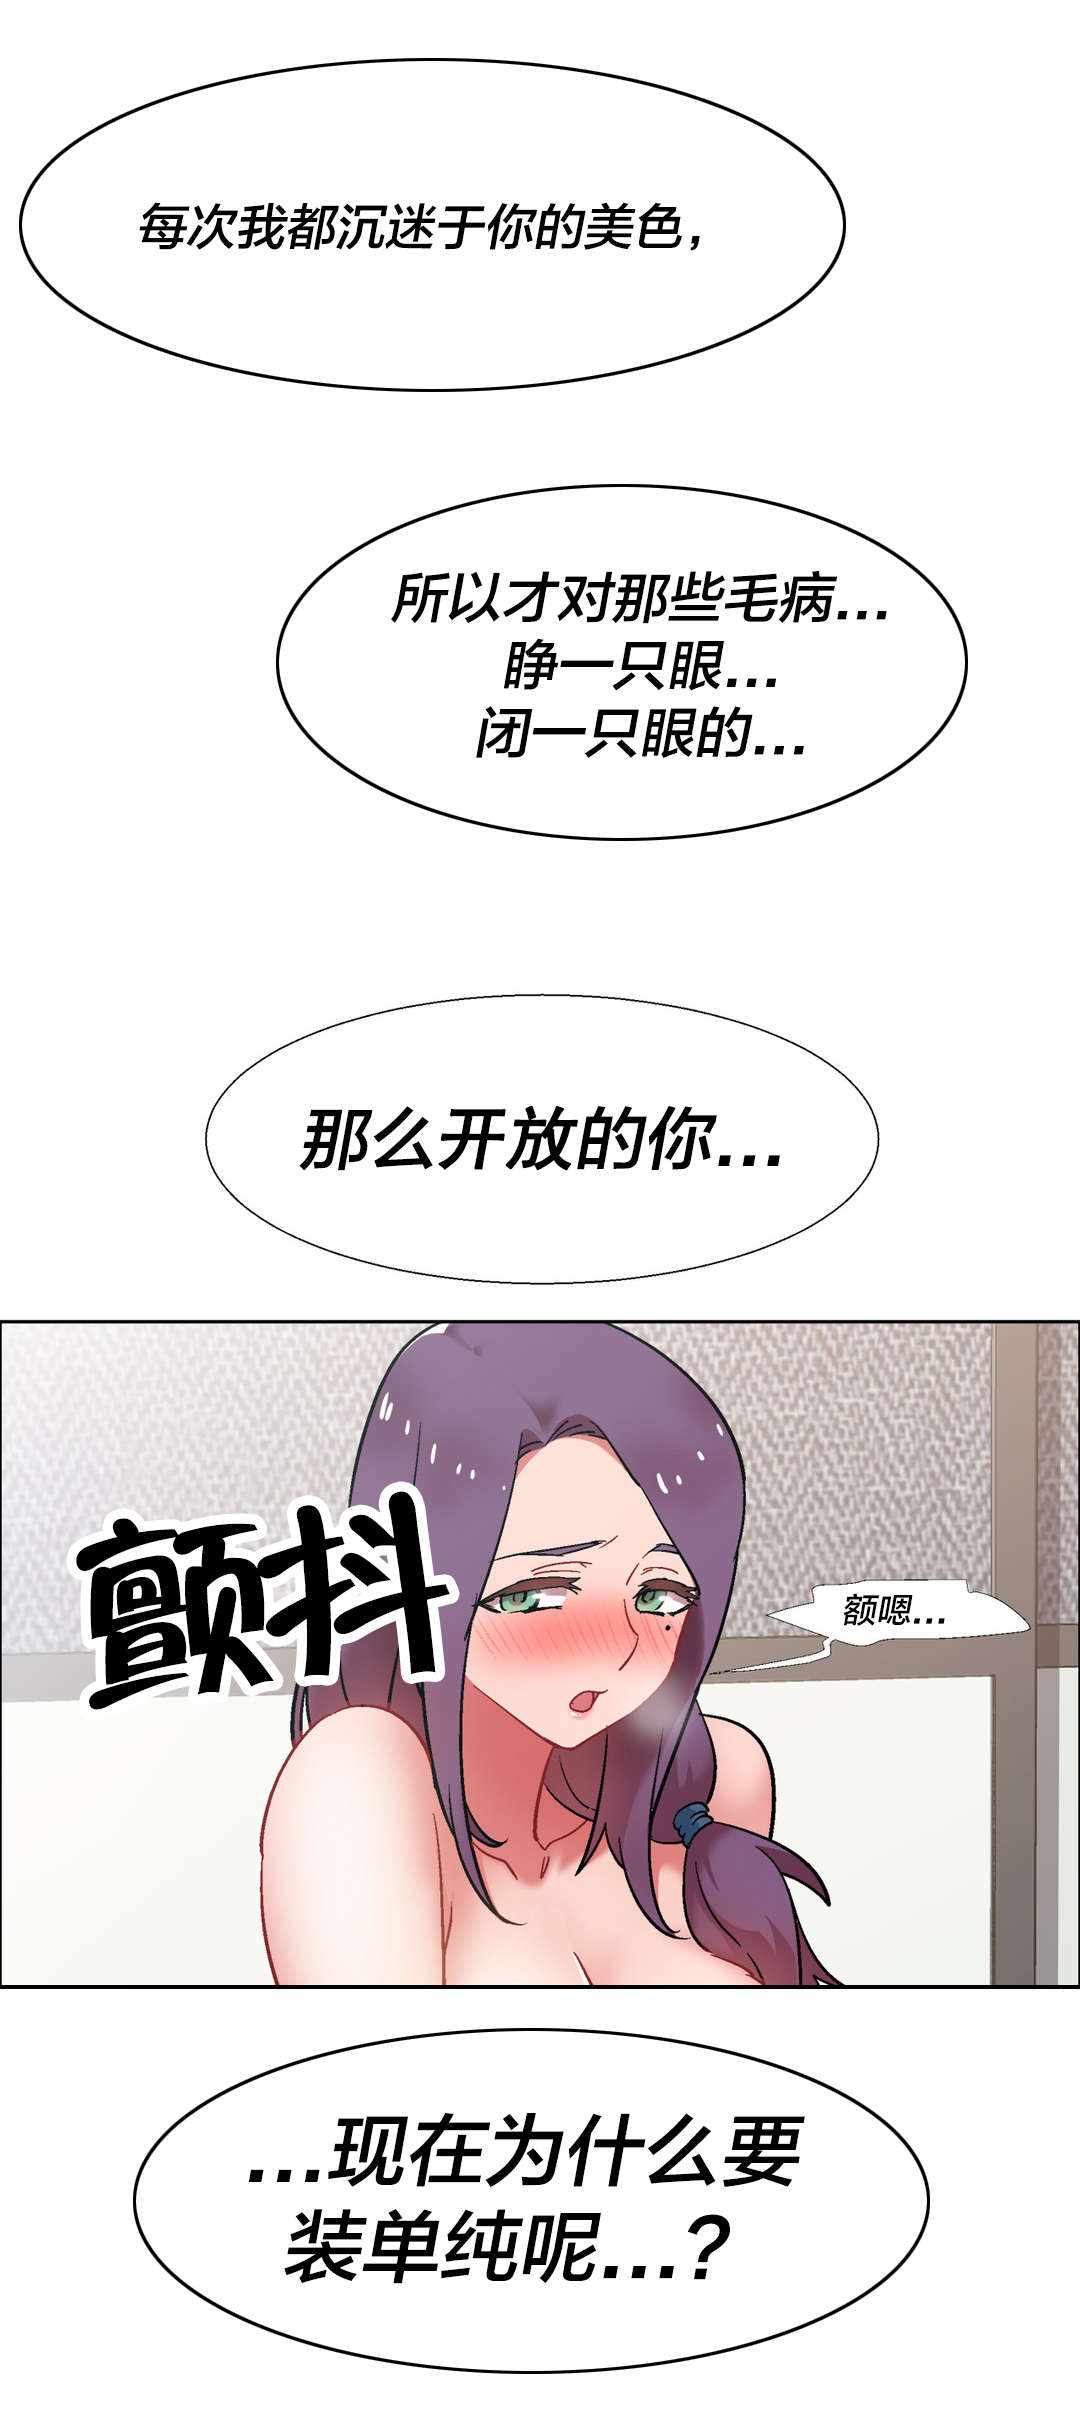 每次我都沉迷于你的美色，
所以才对那些毛病...
睁一只眼...
闭一只眼的...
那么开放的你...
颤抖
额嗯...
...现在为什么要
装单纯呢...?